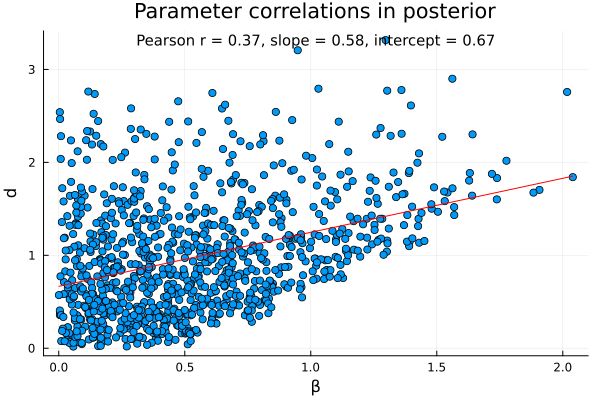 Parameter correlations in posterior
Pearson r = 0.37, slope = 0.58, intercept = 0.67
3
2
1
0
d
0.0 0.5 1.0 1.5 2.0
β